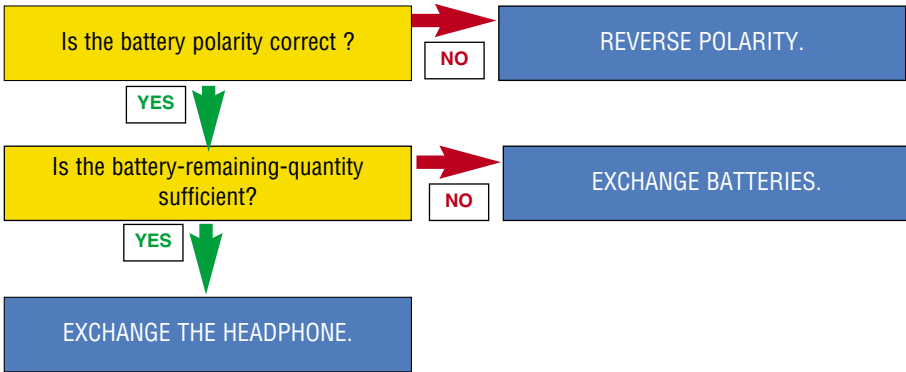 Is the battery polarity correct ?
NO
REVERSE POLARITY.
YES
Is the battery-remaining-quantity
sufficient?
NO
EXCHANGE BATTERIES.
YES
EXCHANGE THE HEADPHONE.